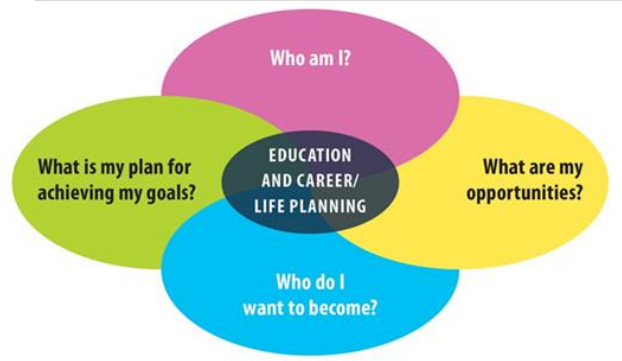 Who am I?
What is my plan for
achieving my goals?
EDUCATION
AND CAREER/
LIFE PLANNING
What are my
opportunities?
Who do I
want to become?